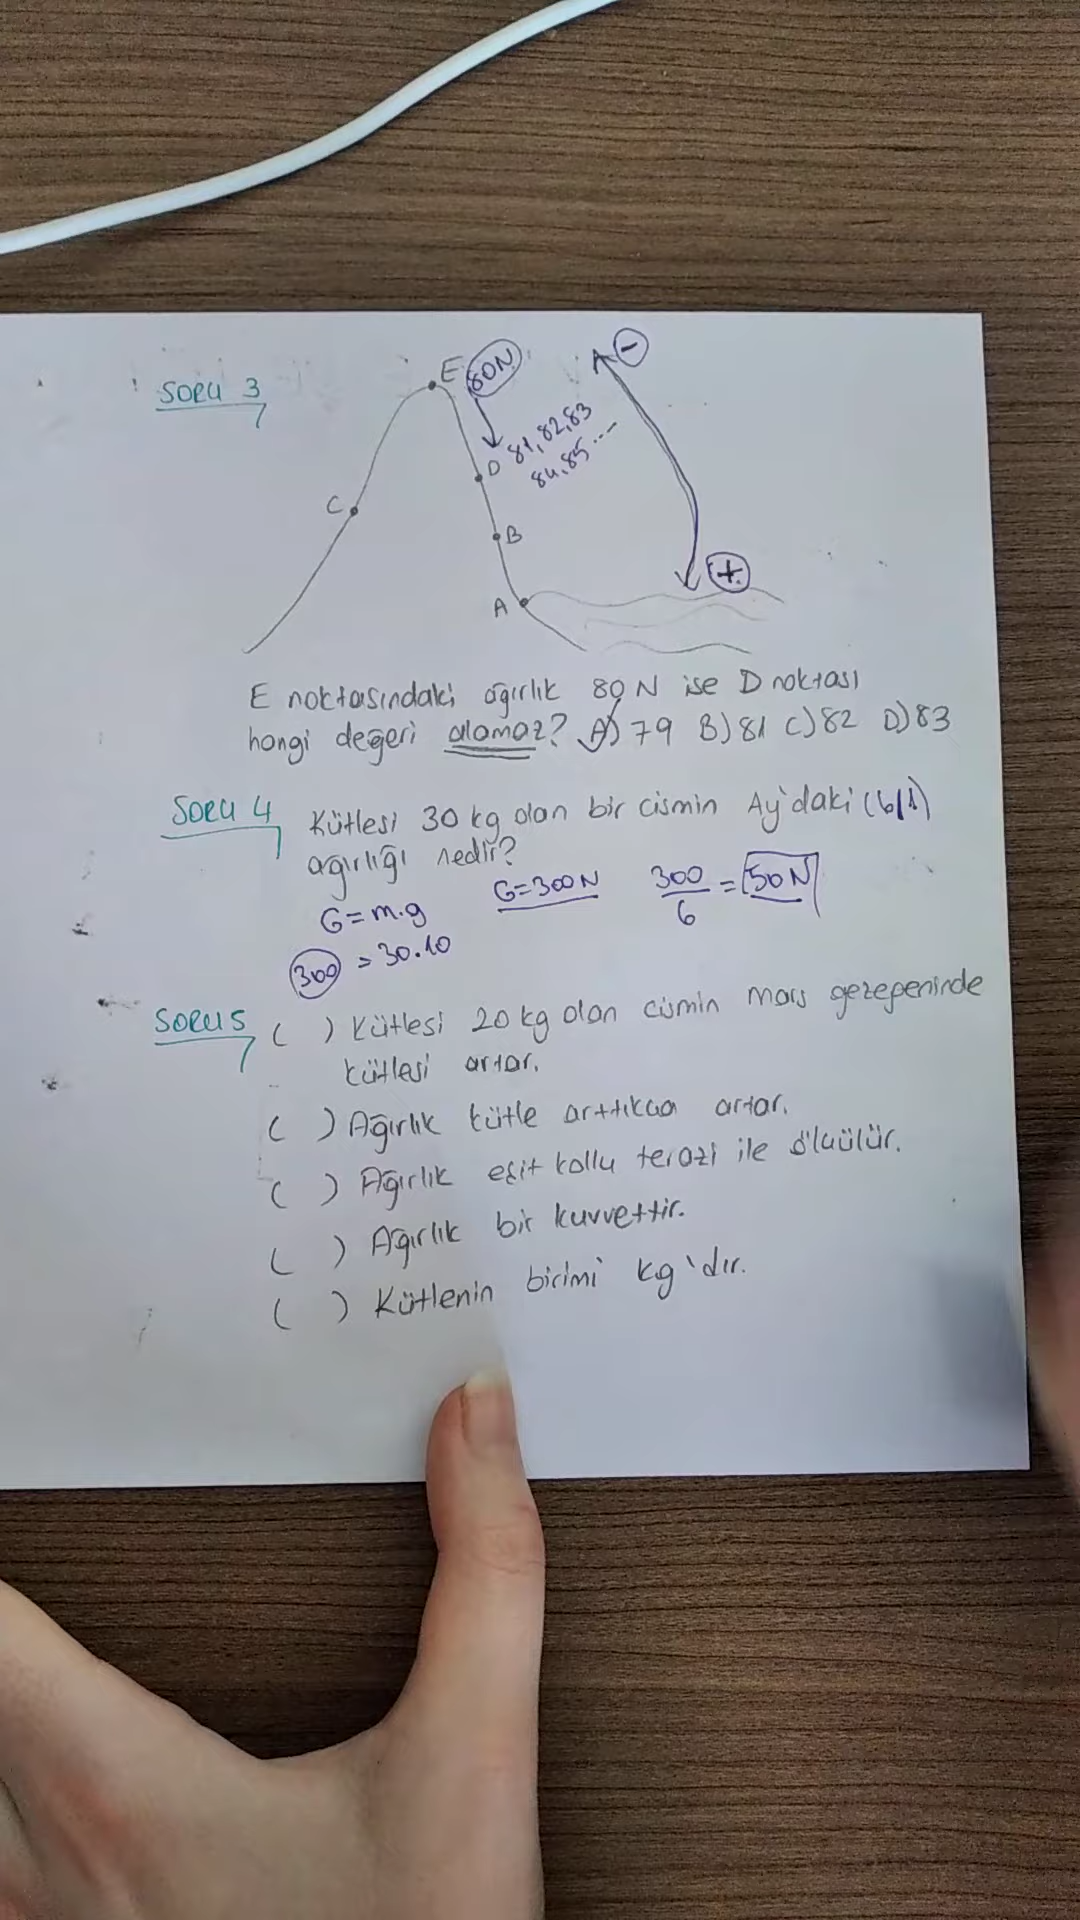 SORU 3
E 80N
-
D 81, 82, 83
84, 85...
C
B
+
A
E noktasındaki ağırlık 80 N ise D noktası
hangi değeri alamaz? A) 79 B) 81 C) 82 D) 83
SORU 4 Kütlesi 30 kg olan bir cismin Ay'daki (6/1)
ağırlığı nedir?
G=m.g G=300N 300/6 = 50 N
300 = 30.10
SORU 5 ( ) Kütlesi 20 kg olan cismin Mars gezegeninde
kütlesi artar.
( ) Ağırlık kütle arttıkça artar.
( ) Ağırlık eşit kollu terazi ile ölçülür.
( ) Ağırlık bir kuvvettir.
( ) Kütlenin birimi kg'dır.